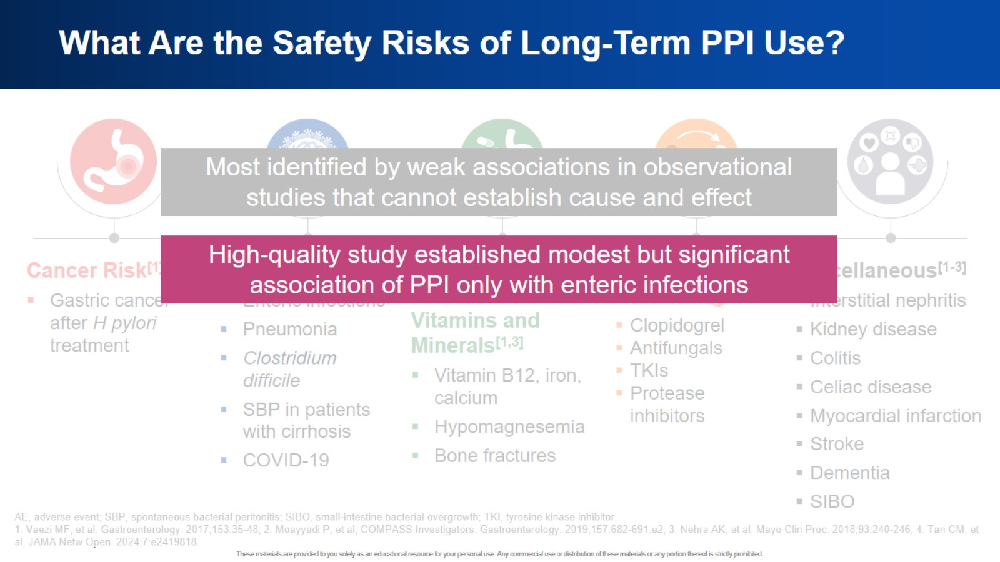 What Are the Safety Risks of Long-Term PPI Use?
Most identified by weak associations in observational
studies that cannot establish cause and effect
High-quality study established modest but significant
association of PPI only with enteric infections
Cancer Risk[1]
▪ Gastric cancer
after H pylori
treatment
Enteric infections
▪ Pneumonia
▪ Clostridium
difficile
▪ SBP in patients
with cirrhosis
▪ COVID-19
Vitamins and
Minerals[1,3]
▪ Vitamin B12, iron,
calcium
▪ Hypomagnesemia
▪ Bone fractures
▪ Clopidogrel
▪ Antifungals
▪ TKIs
▪ Protease
inhibitors
cellaneous[1-3]
Interstitial nephritis
▪ Kidney disease
▪ Colitis
▪ Celiac disease
▪ Myocardial infarction
▪ Stroke
▪ Dementia
▪ SIBO
AE, adverse event; SBP, spontaneous bacterial peritonitis; SIBO, small-intestine bacterial overgrowth; TKI, tyrosine kinase inhibitor.
1. Vaezi MF, et al. Gastroenterology. 2017;153:35-48; 2. Moayyedi P, et al; COMPASS Investigators. Gastroenterology. 2019;157:682-691.e2; 3. Nehra AK, et al. Mayo Clin Proc. 2018;93:240-246; 4. Tan CM, et
al. JAMA Netw Open. 2024;7:e2419818.
These materials are provided to you solely as an educational resource for your personal use. Any commercial use or distribution of these materials or any portion thereof is strictly prohibited.